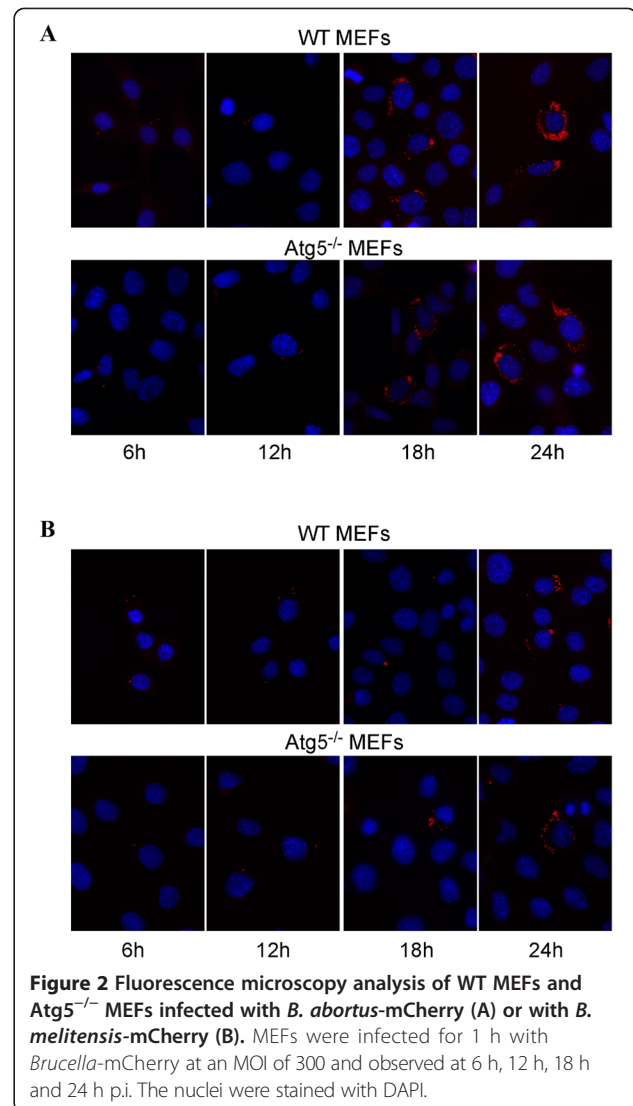 A
WT MEFs
Atg5-/- MEFs
6h 12h 18h 24h
B
WT MEFs
Atg5-/- MEFs
6h 12h 18h 24h
Figure 2 Fluorescence microscopy analysis of WT MEFs and
Atg5−/− MEFs infected with B. abortus-mCherry (A) or with B.
melitensis-mCherry (B). MEFs were infected for 1 h with
Brucella-mCherry at an MOI of 300 and observed at 6 h, 12 h, 18 h
and 24 h p.i. The nuclei were stained with DAPI.